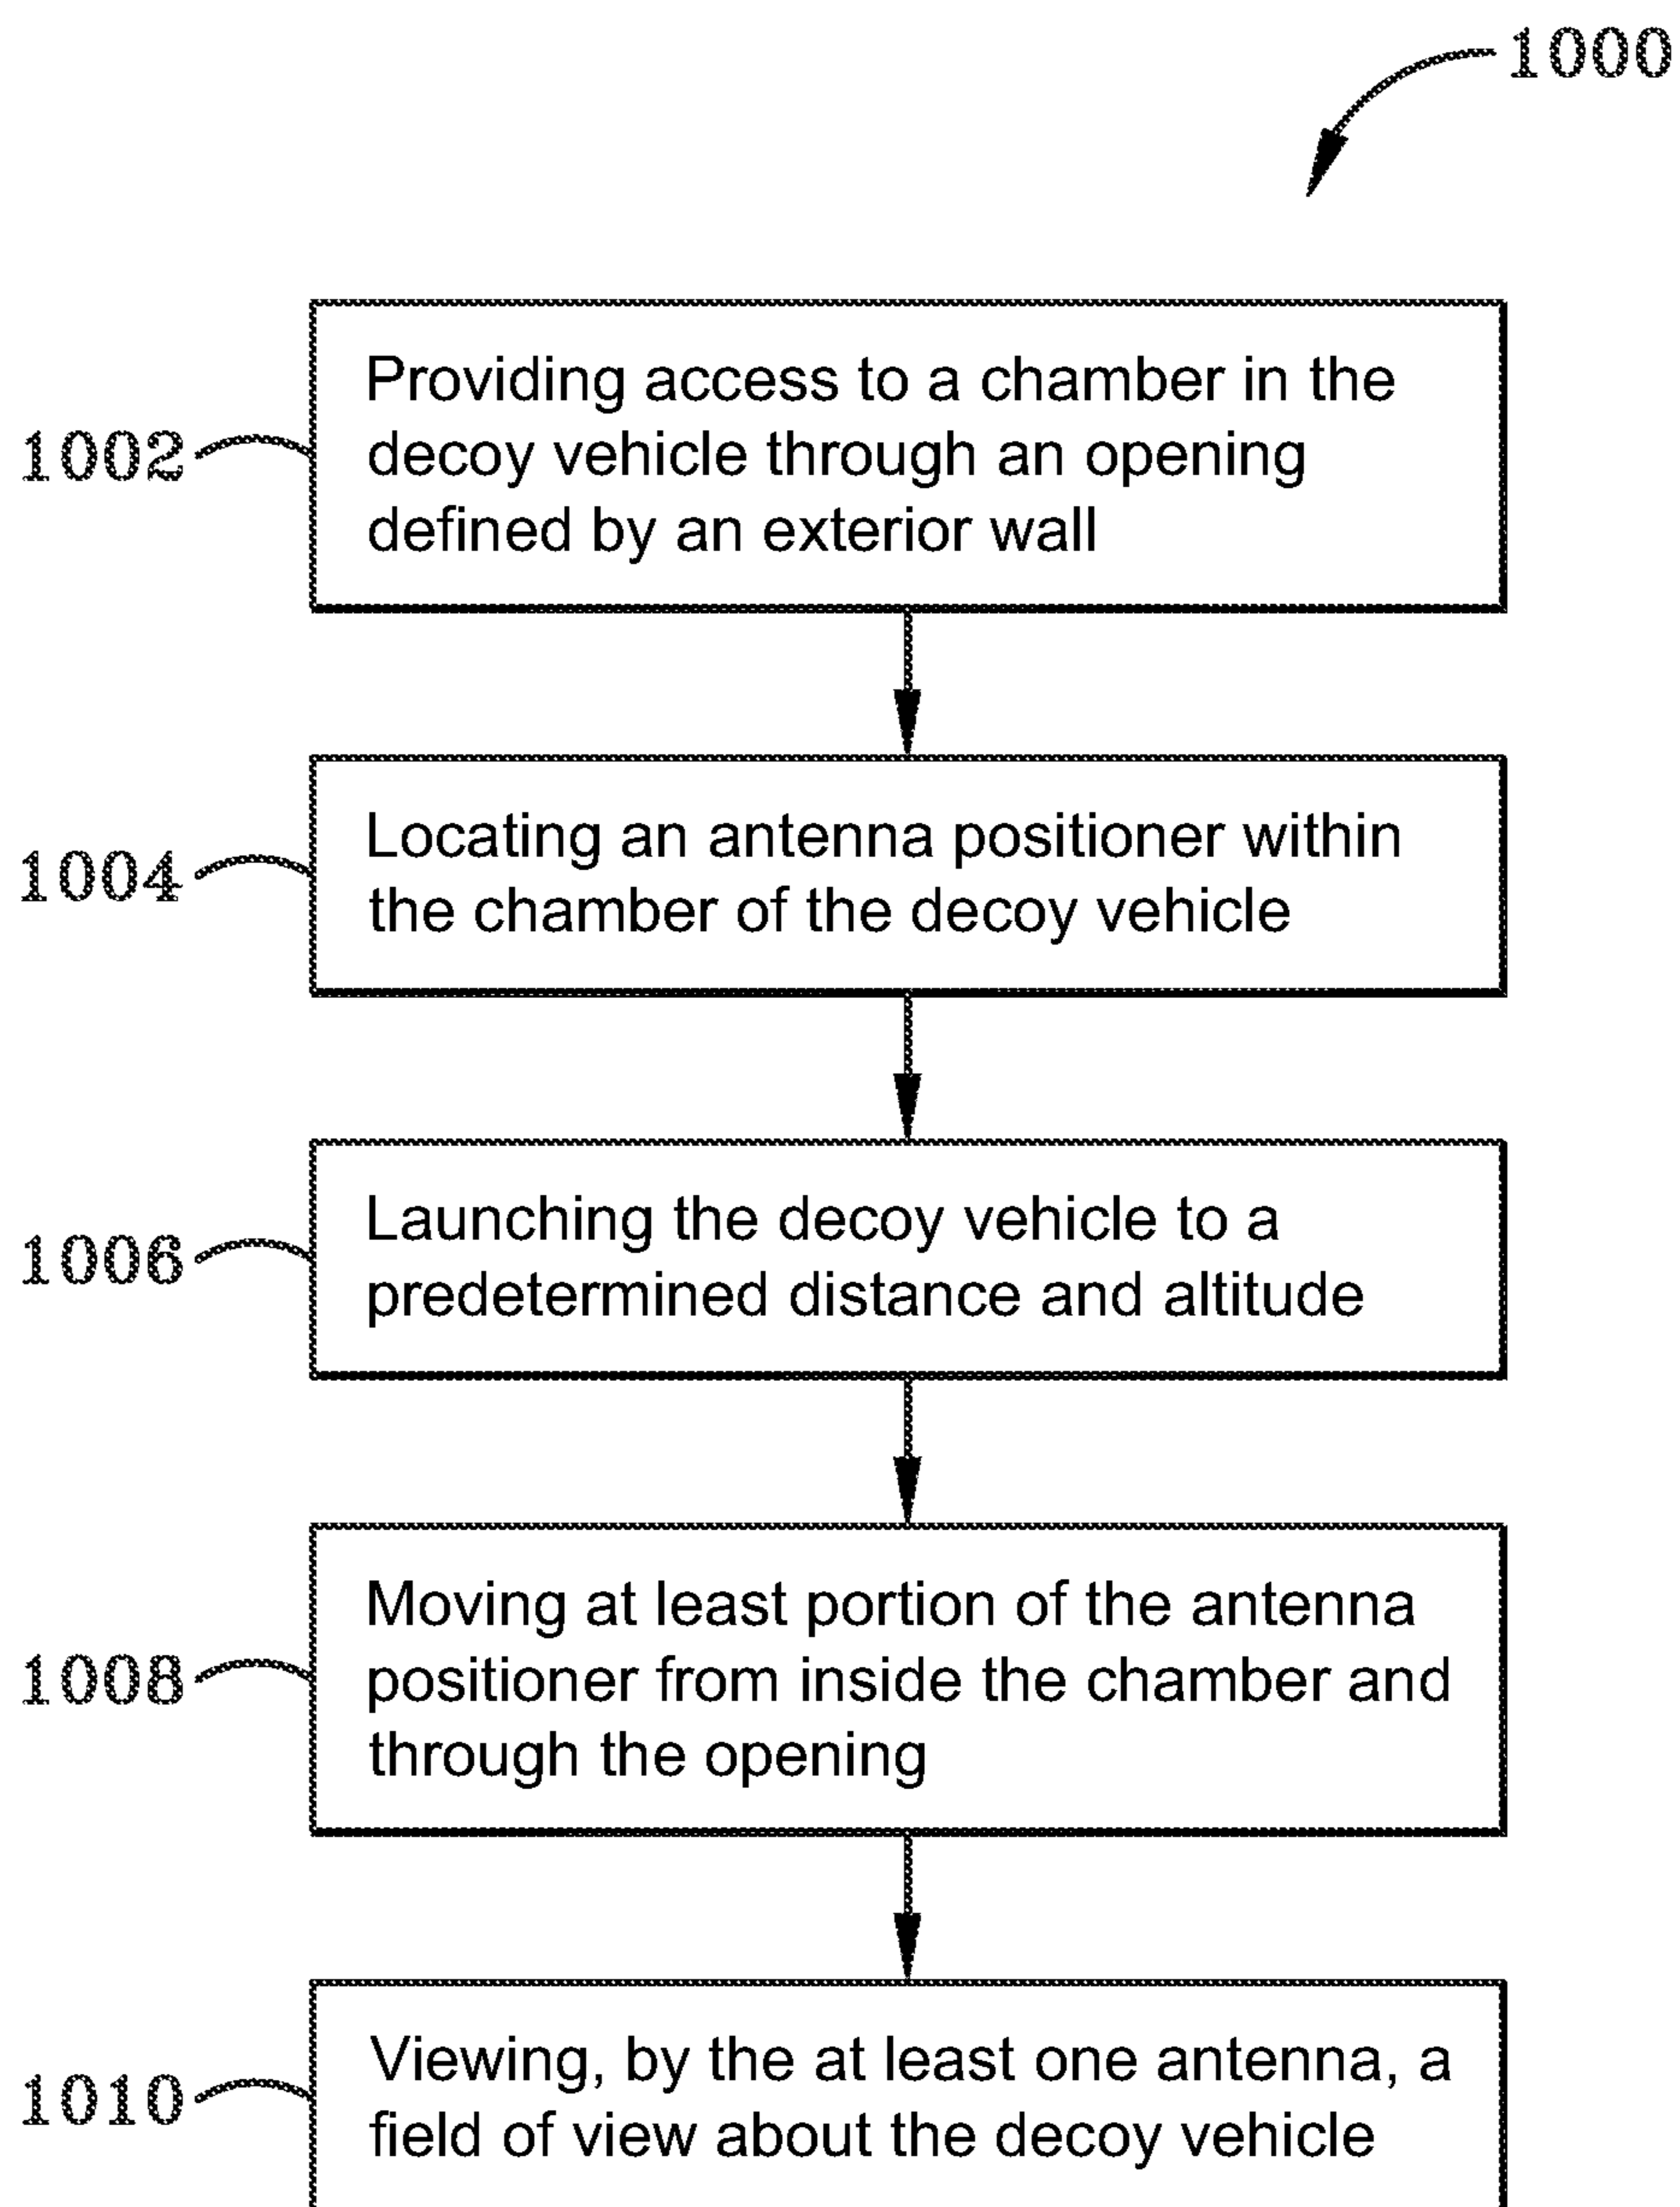 1000
1002
Providing access to a chamber in the
decoy vehicle through an opening
defined by an exterior wall
1004
Locating an antenna positioner within
the chamber of the decoy vehicle
1006
Launching the decoy vehicle to a
predetermined distance and altitude
1008
Moving at least portion of the antenna
positioner from inside the chamber and
through the opening
1010
Viewing, by the at least one antenna, a
field of view about the decoy vehicle